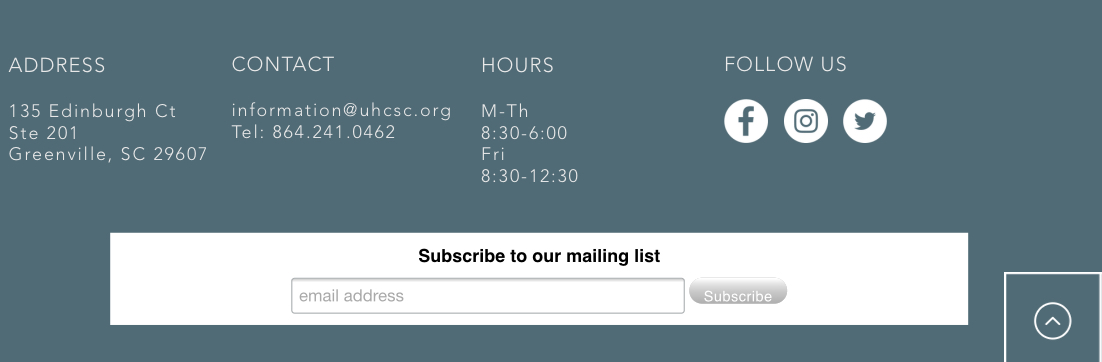 ADDRESS
135 Edinburgh Ct
Ste 201
Greenville, SC 29607
CONTACT
information@uhcsc.org
Tel: 864.241.0462
HOURS
M-Th
8:30-6:00
Fri
8:30-12:30
FOLLOW US
Subscribe to our mailing list
email address
Subscribe